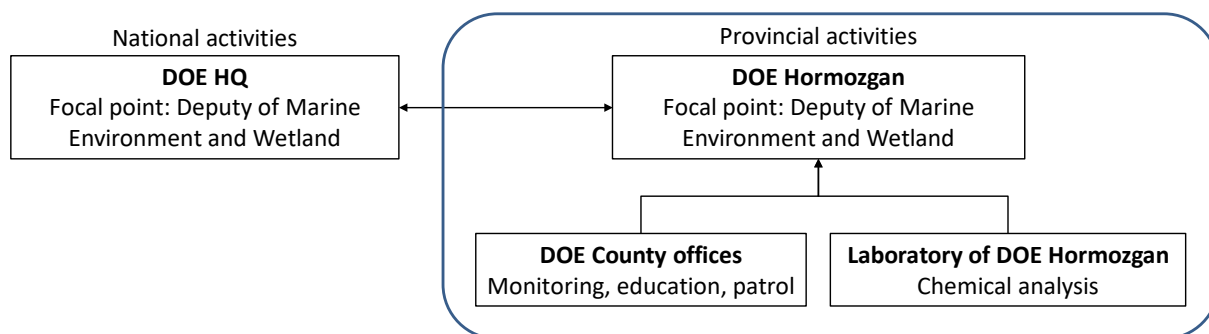 National activities
DOE HQ
Focal point: Deputy of Marine
Environment and Wetland
Provincial activities
DOE Hormozgan
Focal point: Deputy of Marine
Environment and Wetland
DOE County offices
Monitoring, education, patrol
Laboratory of DOE Hormozgan
Chemical analysis